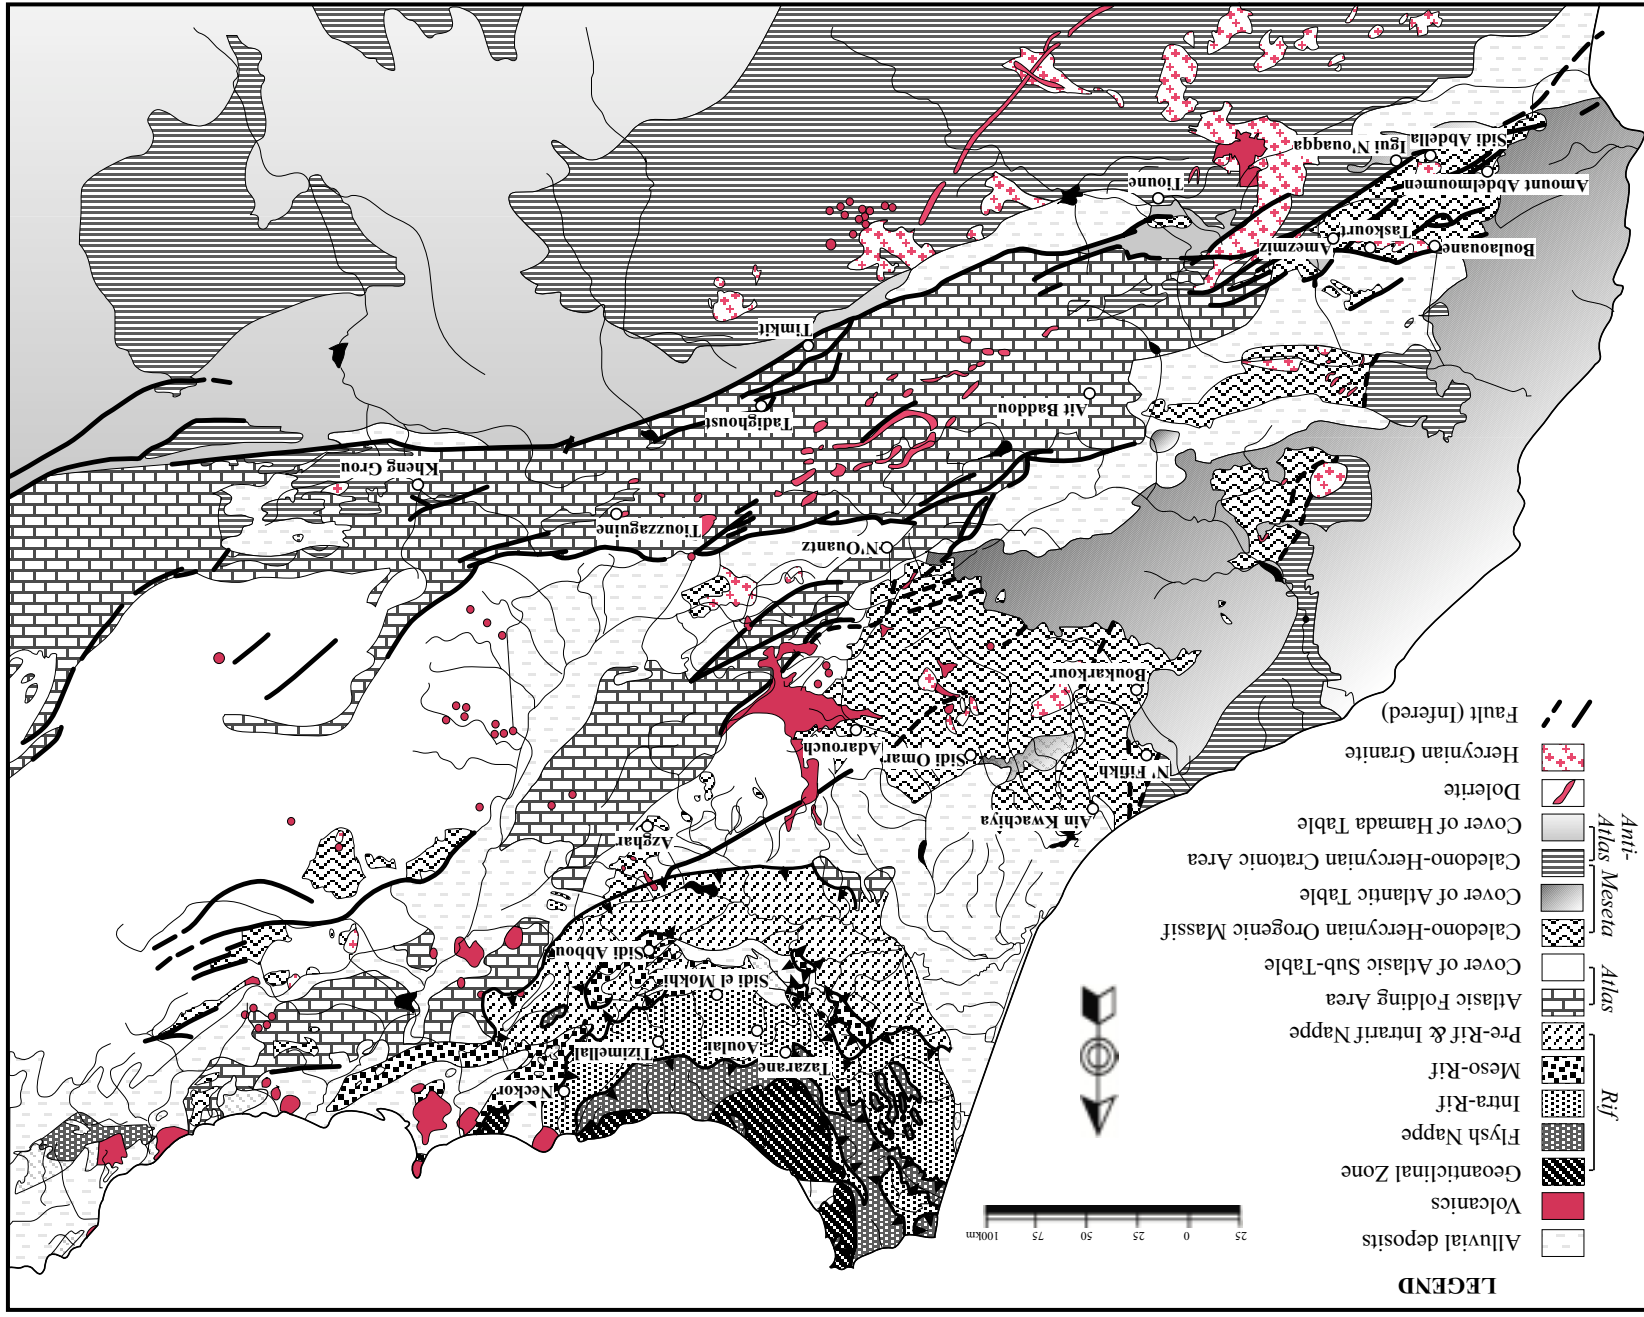 LEGEND
Alluvial deposits
Volcanics
Geoanticlinal Zone
Flysh Nappe
Intra-Rif
Meso-Rif
Pre-Rif & Intrarif Nappe
Rif
Atlasic Folding Area
Cover of Atlasic Sub-Table
Atlas
Caledono-Hercynian Orogenic Massif
Cover of Atlantic Table
Meseta
Caledono-Hercynian Cratonic Area
Cover of Hamada Table
Anti-
Atlas
Dolerite
Hercynian Granite
Fault (Infered)
25 0 25 50 75 100km
Neckor
Tazarane
Aoulai
Tizimellal
Sidi el Mokhi
Sidi Abbou
Azghar
Ain Kwachiya
N' Fifikh
Sidi Omar
Adarouch
Boukarkour
N'Ouantz
Tiouzzaguine
Kheng Grou
Tadighoust
Ait Baddou
Timkit
Boulaouane
Taskourt
Amezmiz
Tioune
Amount Abdelmoumen
Igui N'ouaqqa
Sidi Abdella